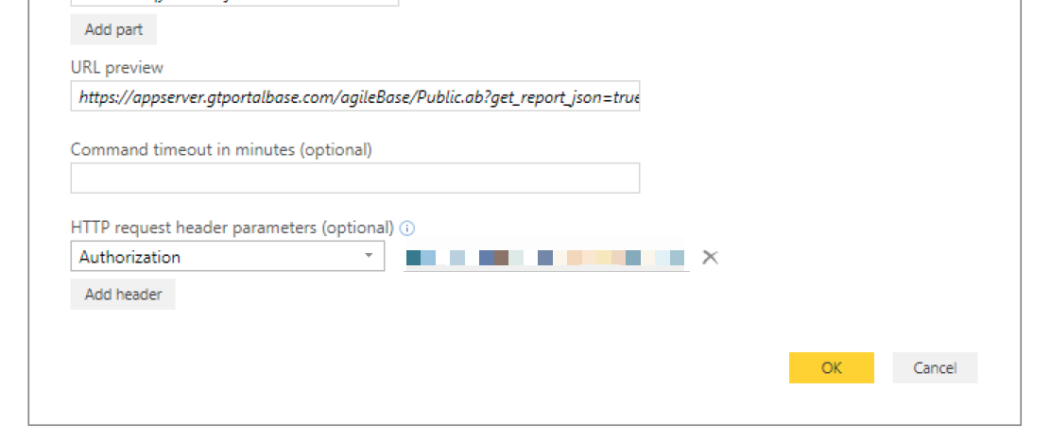 Add part
URL preview
https://appserver.gtportalbase.com/agileBase/Public.ab?get_report_json=true
Command timeout in minutes (optional)
HTTP request header parameters (optional)
Authorization
Add header
OK Cancel